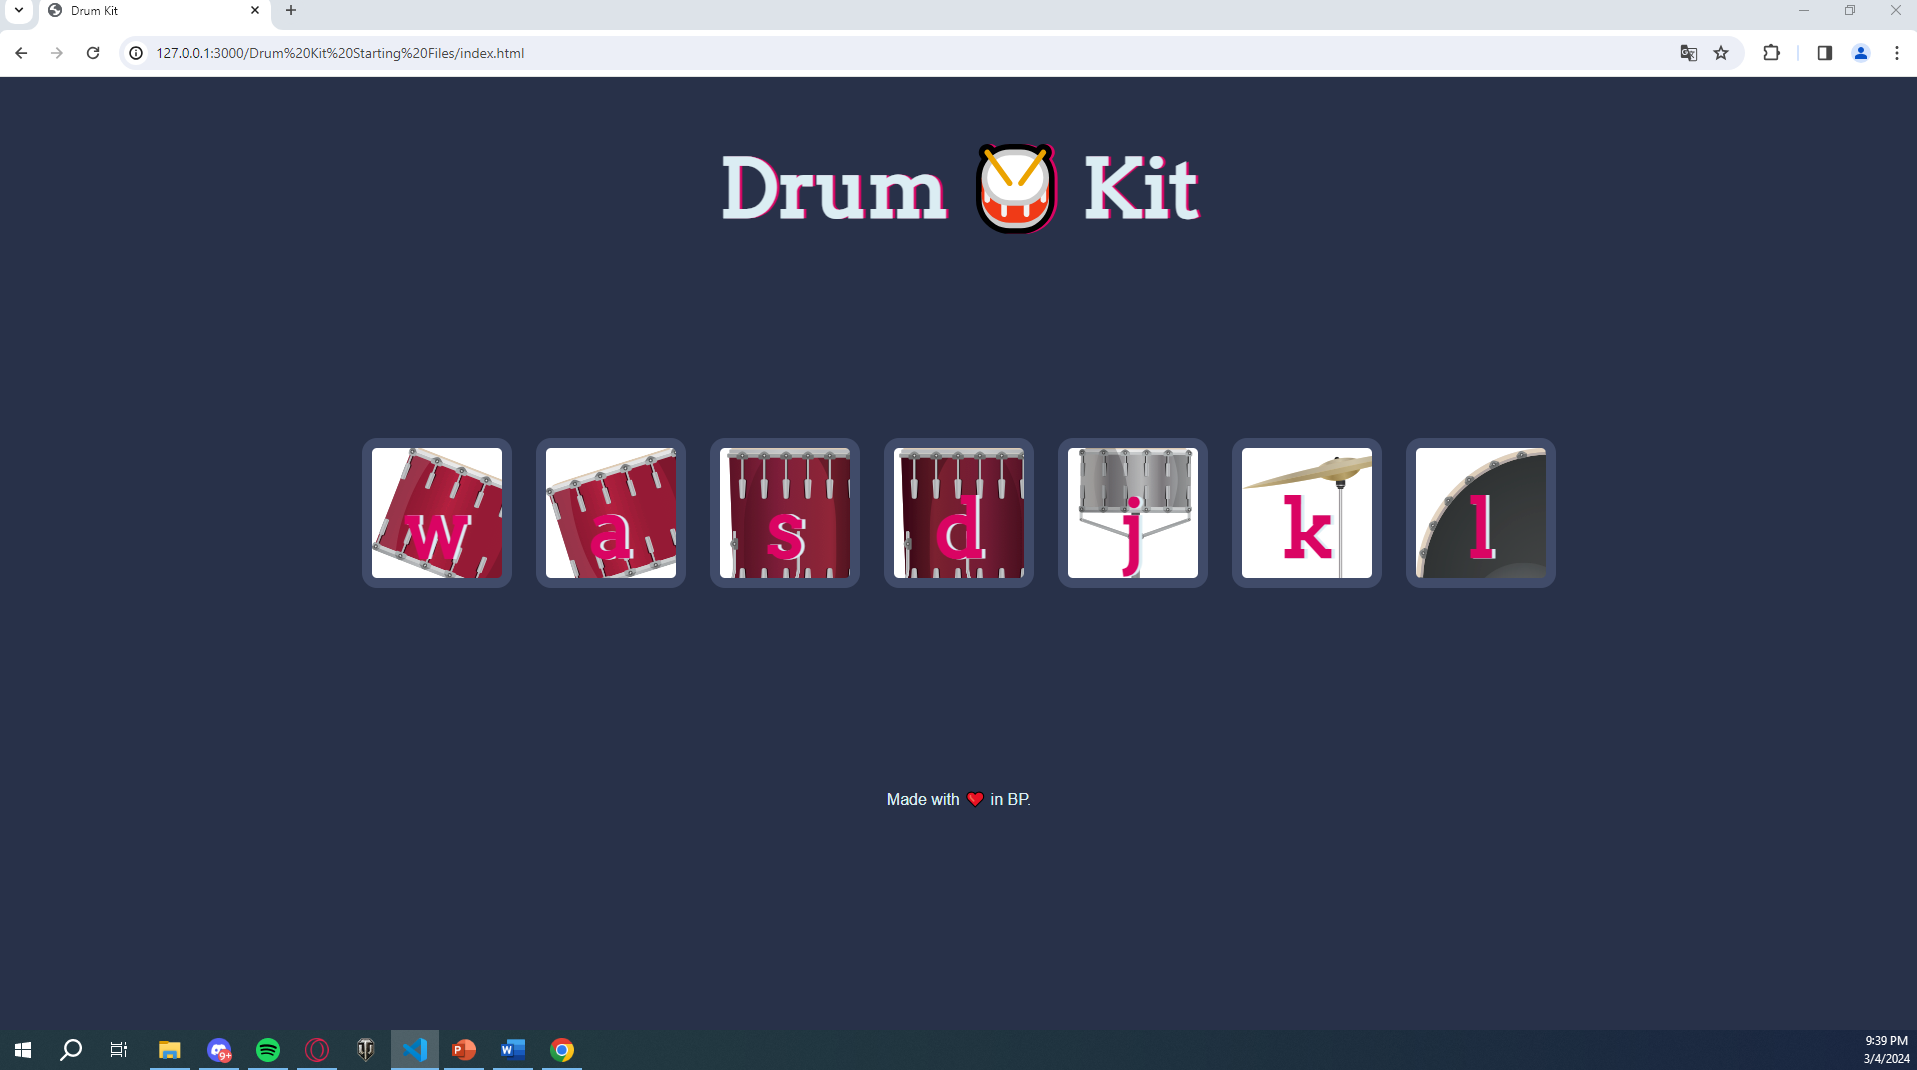 Drum Kit
127.0.0.1:3000/Drum%20Kit%20Starting%20Files/index.html
Drum Kit
w a s d j k l
Made with ❤️ in BP.
9+
9:39 PM
3/4/2024